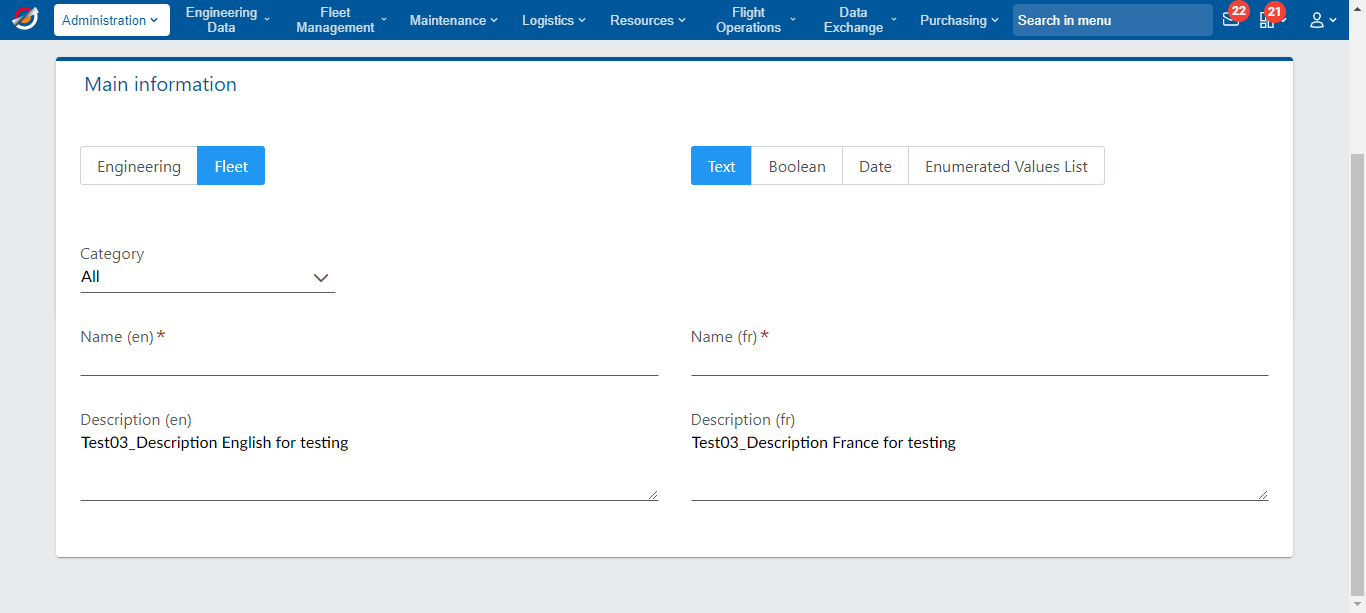 Administration
Engineering
Data
Fleet
Management
Maintenance
Logistics
Resources
Flight
Operations
Data
Exchange
Purchasing
Search in menu
22
21
Main information
Engineering Fleet
Text Boolean Date Enumerated Values List
Category
All
Name (en) *
Name (fr) *
Description (en)
Test03_Description English for testing
Description (fr)
Test03_Description France for testing